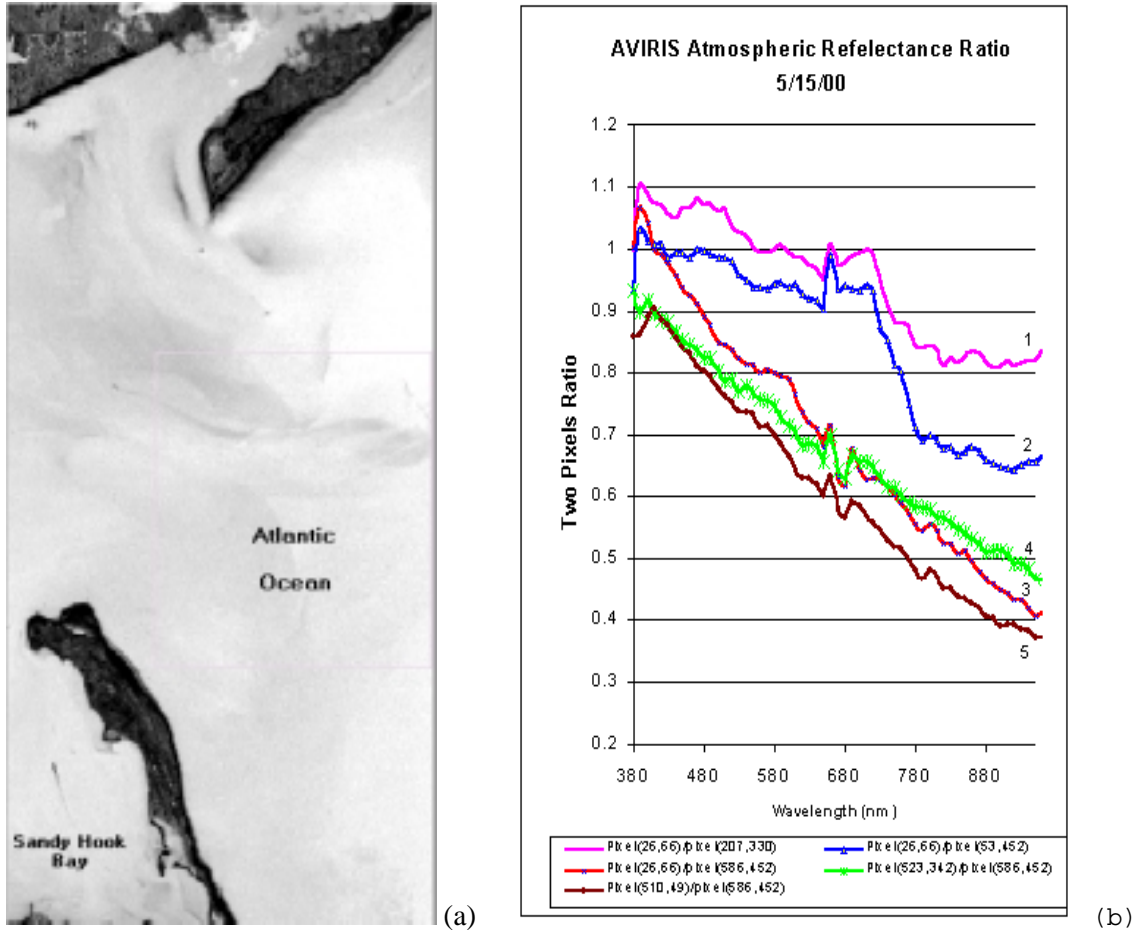 Atlantic
Ocean
Sandy Hook
Bay
(a)
AVIRIS Atmospheric Refelectance Ratio
5/15/00
Two Pixels Ratio
1.2
1.1
1
0.9
0.8
0.7
0.6
0.5
0.4
0.3
0.2
1
2
4
3
5
380 480 580 680 780 880
Wavelength (nm)
Pixel(26,66)/pixel(207,330) Pixel(26,66)/pixel(53,452)
Pixel(26,66)/pixel(586,452) Pixel(523,342)/pixel(586,452)
Pixel(510,49)/pixel(586,452)
(b)